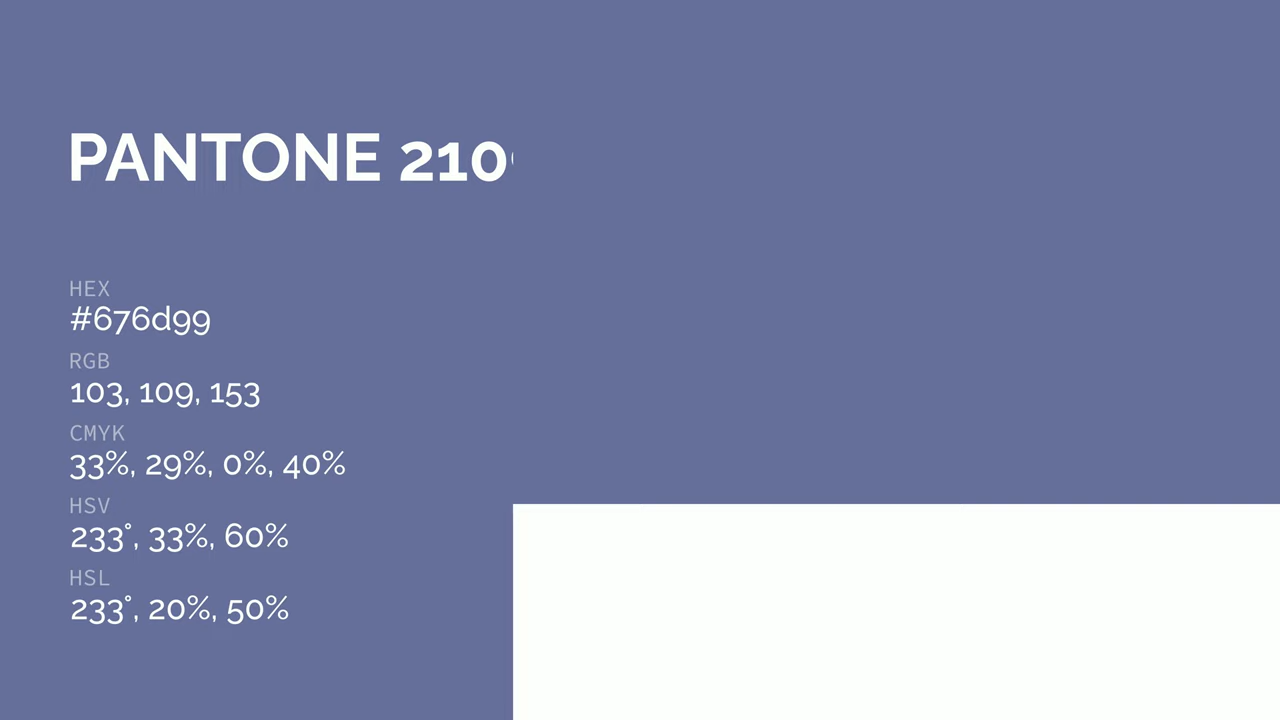 PANTONE 210
HEX
#676d99
RGB
103, 109, 153
CMYK
33%, 29%, 0%, 40%
HSV
233°, 33%, 60%
HSL
233°, 20%, 50%